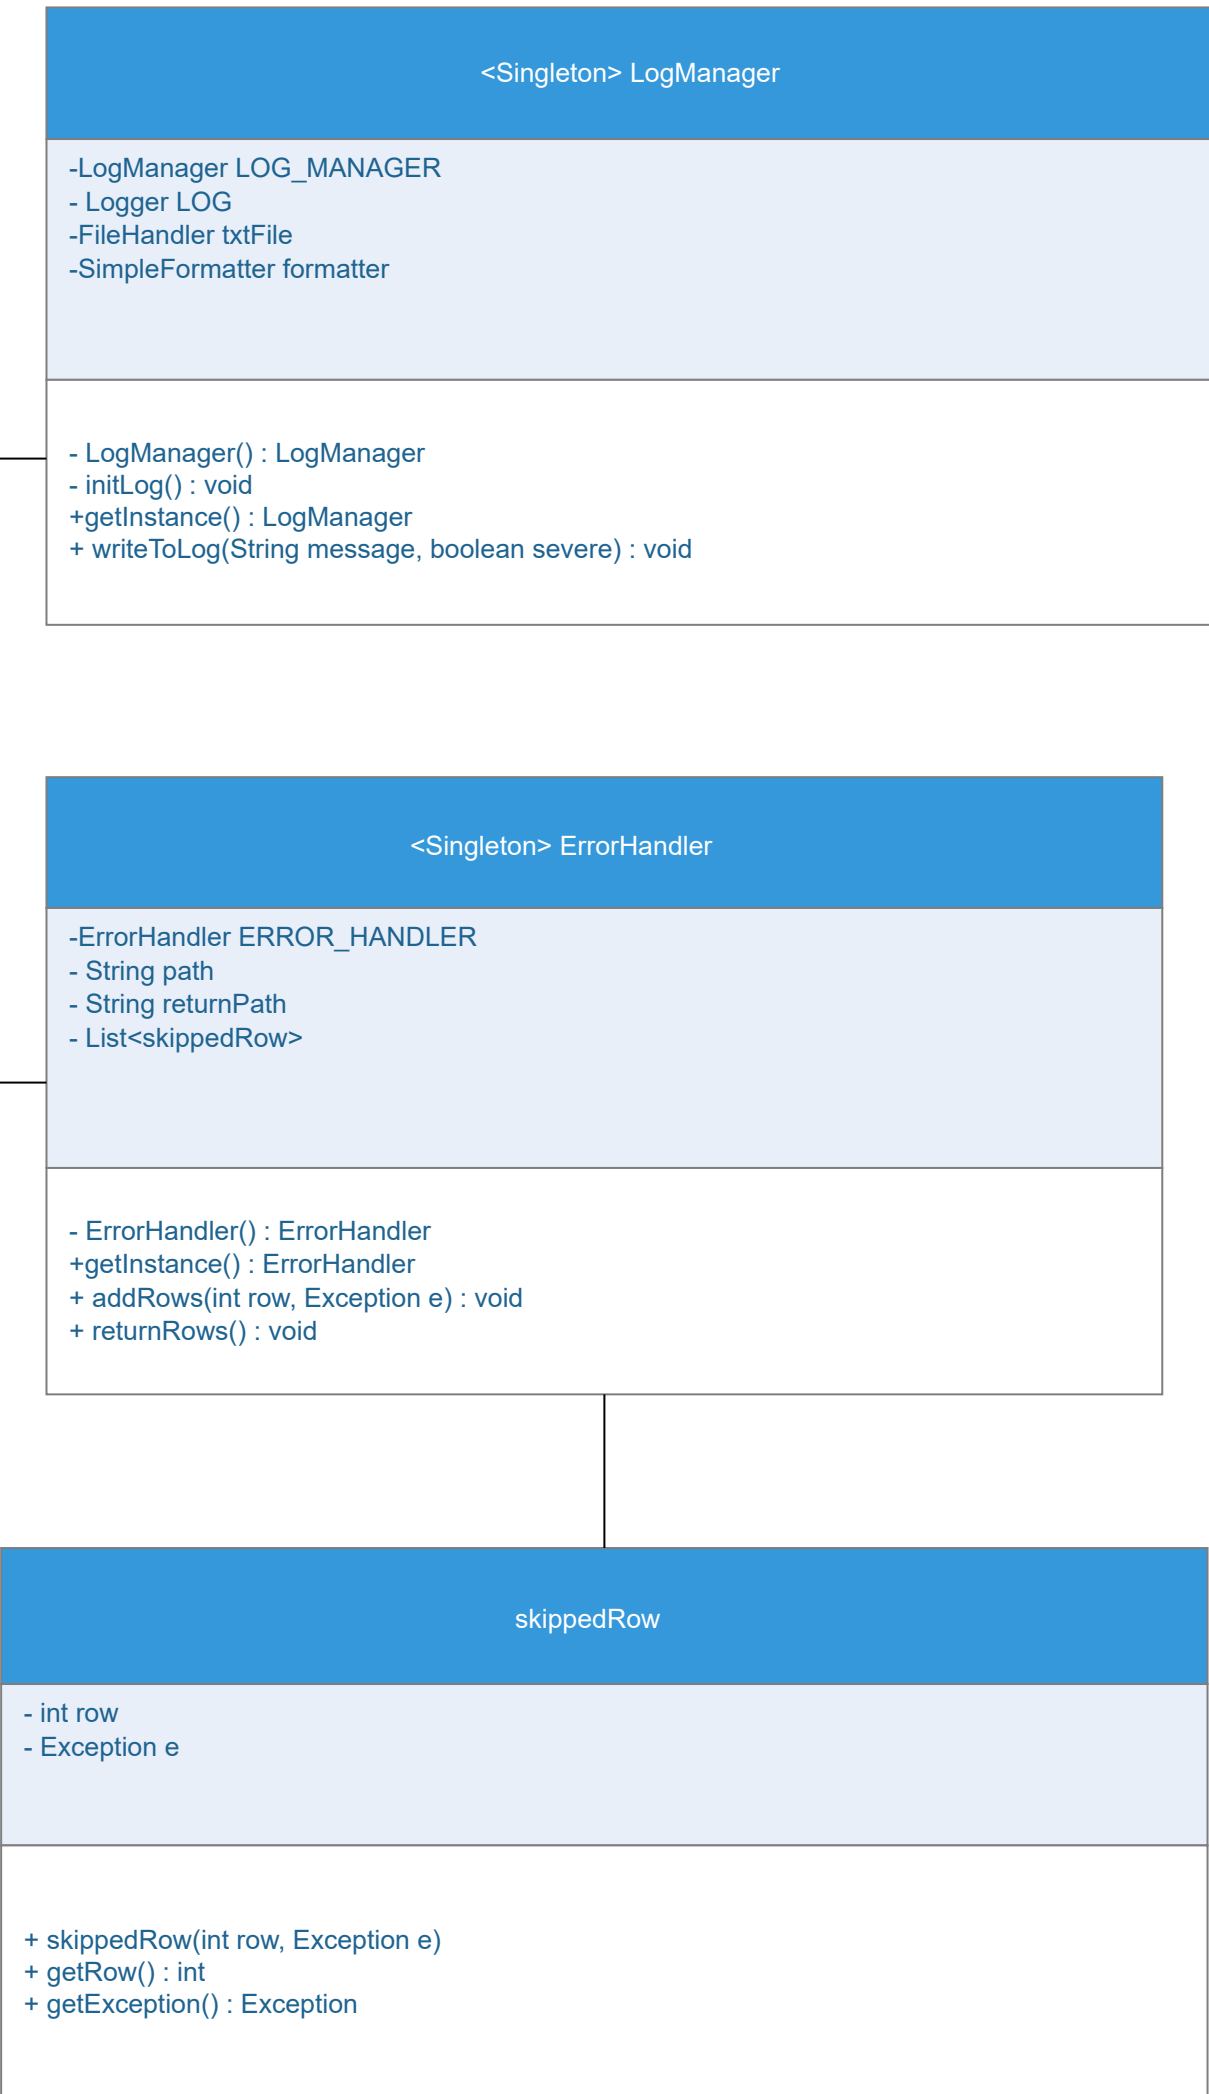 <Singleton> LogManager
-LogManager LOG_MANAGER
- Logger LOG
-FileHandler txtFile
-SimpleFormatter formatter
- LogManager() : LogManager
- initLog() : void
+getInstance() : LogManager
+ writeToLog(String message, boolean severe) : void
<Singleton> ErrorHandler
-ErrorHandler ERROR_HANDLER
- String path
- String returnPath
- List<skippedRow>
- ErrorHandler() : ErrorHandler
+getInstance() : ErrorHandler
+ addRows(int row, Exception e) : void
+ returnRows() : void
skippedRow
- int row
- Exception e
+ skippedRow(int row, Exception e)
+ getRow() : int
+ getException() : Exception